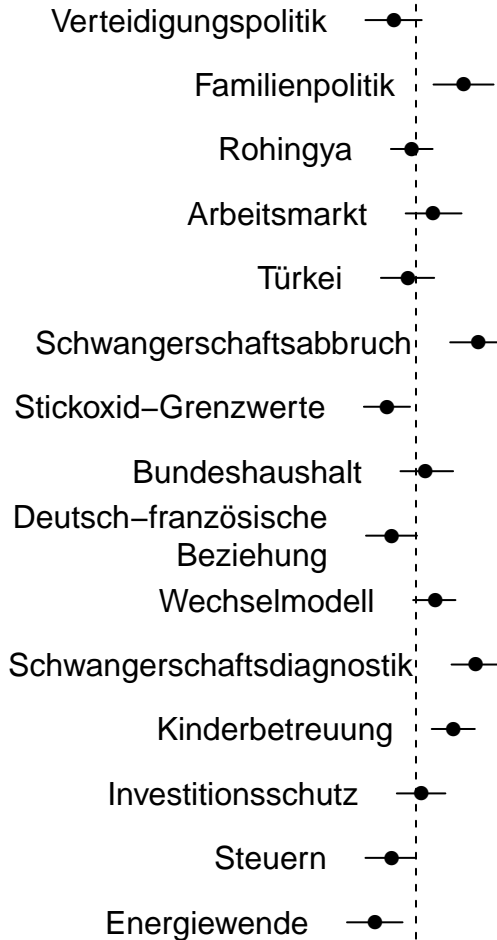 Verteidigungspolitik
Familienpolitik
Rohingya
Arbeitsmarkt
Türkei
Schwangerschaftsabbruch
Stickoxid−Grenzwerte
Bundeshaushalt
Deutsch−französische
Beziehung
Wechselmodell
Schwangerschaftsdiagnostik
Kinderbetreuung
Investitionsschutz
Steuern
Energiewende